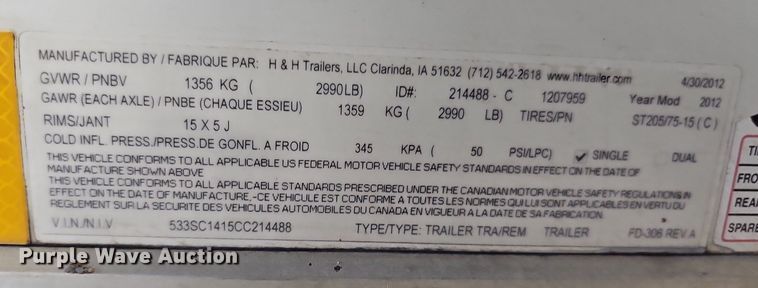 MANUFACTURED BY / FABRIQUE PAR: H & H Trailers, LLC Clarinda, IA 51632 (712) 542-2618 www.hhtrailer.com 4/30/2012
GVWR / PNBV 1356 KG ( 2990LB) ID#: 214488 - C 1207959 Year Mod 2012
GAWR (EACH AXLE) / PNBE (CHAQUE ESSIEU) 1359 KG ( 2990 LB) TIRES/PN ST205/75-15 ( C )
RIMS/JANT 15 X 5 J
COLD INFL. PRESS./PRESS.DE GONFL. A FROID 345 KPA ( 50 PSI/LPC) ✓ SINGLE DUAL
THIS VEHICLE CONFORMS TO ALL APPLICABLE US FEDERAL MOTOR VEHICLE SAFETY STANDARDS IN EFFECT ON THE DATE OF
MANUFACTURE SHOWN ABOVE
THIS VEHICLE CONFORMS TO ALL APPLICABLE STANDARDS PRESCRIBED UNDER THE CANADIAN MOTOR VEHICLE SAFETY REGULATIONS IN
EFFECT ON THE DATE OF MANUFACTURE,-CE VEHICULE EST CONFORME A TOUTES LES NORMES QUI LUI SONT APPLICABLES EN VERTU DU
REGLEMENT SUR LA SECURITE DES VEHICULES AUTOMOBILES DU CANADA EN VIGUEUR A LA DATE DE SA FABRICATION.
V.I.N./N.I.V 533SC1415CC214488 TYPE/TYPE: TRAILER TRA/REM TRAILER FD-306 REV A
TI
FRO
REA
SPARE
Purple Wave Auction